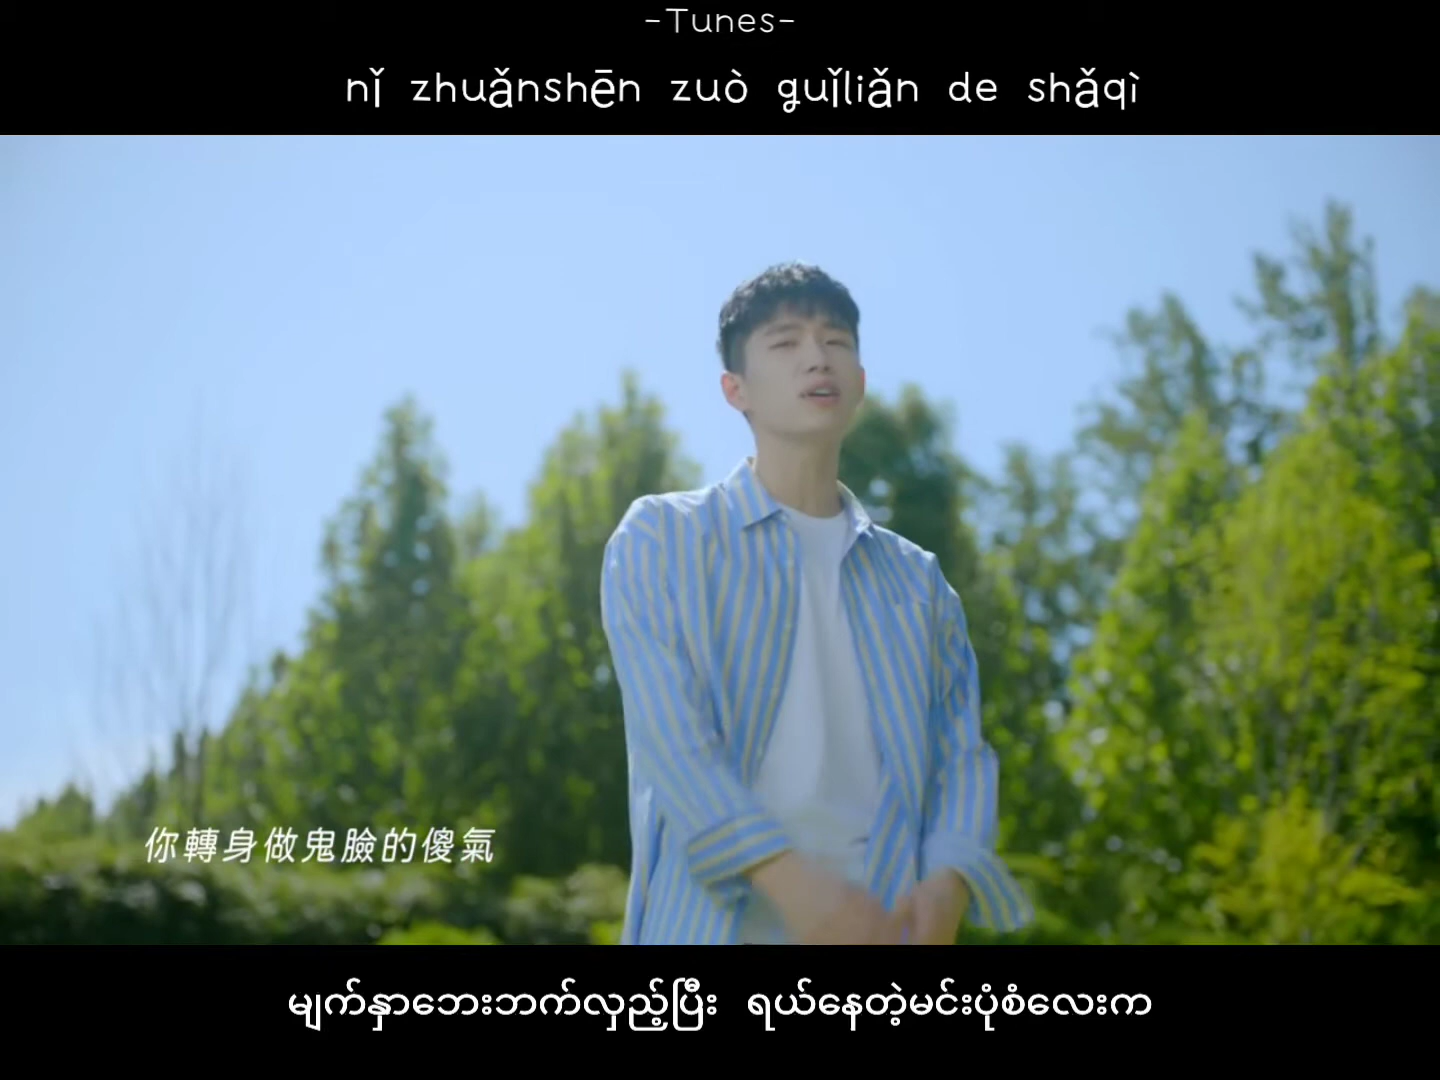 -Tunes-
nǐ zhuǎnshēn zuò guǐliǎn de shǎqì
你轉身做鬼臉的傻氣
မျက်နှာဘေးဘက်လှည့်ပြီး ရယ်နေတဲ့မင်းပုံစံလေးက